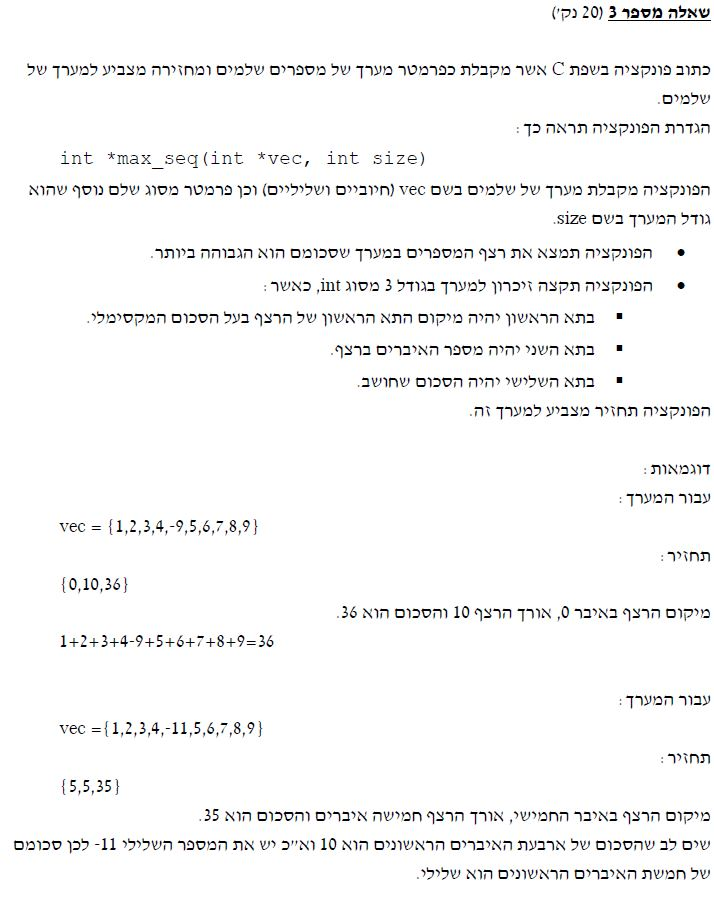 שאלה מספר 3 (20 נק׳)
כתוב פונקציה בשפת C אשר מקבלת כפרמטר מערך של מספרים שלמים ומחזירה מצביע למערך של
שלמים.
הגדרת הפונקציה תראה כך :
int *max_seq(int *vec, int size)
הפונקציה מקבלת מערך של שלמים בשם vec (חיוביים ושליליים) וכן פרמטר מסוג שלם נוסף שהוא
גודל המערך בשם size.
• הפונקציה תמצא את רצף המספרים במערך שסכומם הוא הגבוהה ביותר.
• הפונקציה תקצה זיכרון למערך בגודל 3 מסוג int, כאשר :
▪ בתא הראשון יהיה מיקום התא הראשון של הרצף בעל הסכום המקסימלי.
▪ בתא השני יהיה מספר האיברים ברצף.
▪ בתא השלישי יהיה הסכום שחושב.
הפונקציה תחזיר מצביע למערך זה.
דוגמאות :
עבור המערך :
vec = {1,2,3,4,-9,5,6,7,8,9}
תחזיר :
{0,10,36}
מיקום הרצף באיבר 0, אורך הרצף 10 והסכום הוא 36.
1+2+3+4-9+5+6+7+8+9=36
עבור המערך :
vec ={1,2,3,4,-11,5,6,7,8,9}
תחזיר :
{5,5,35}
מיקום הרצף באיבר החמישי, אורך הרצף חמישה איברים והסכום הוא 35.
שים לב שהסכום של ארבעת האיברים הראשונים הוא 10 וא״כ יש את המספר השלילי 11- לכן סכומם
של חמשת האיברים הראשונים הוא שלילי.